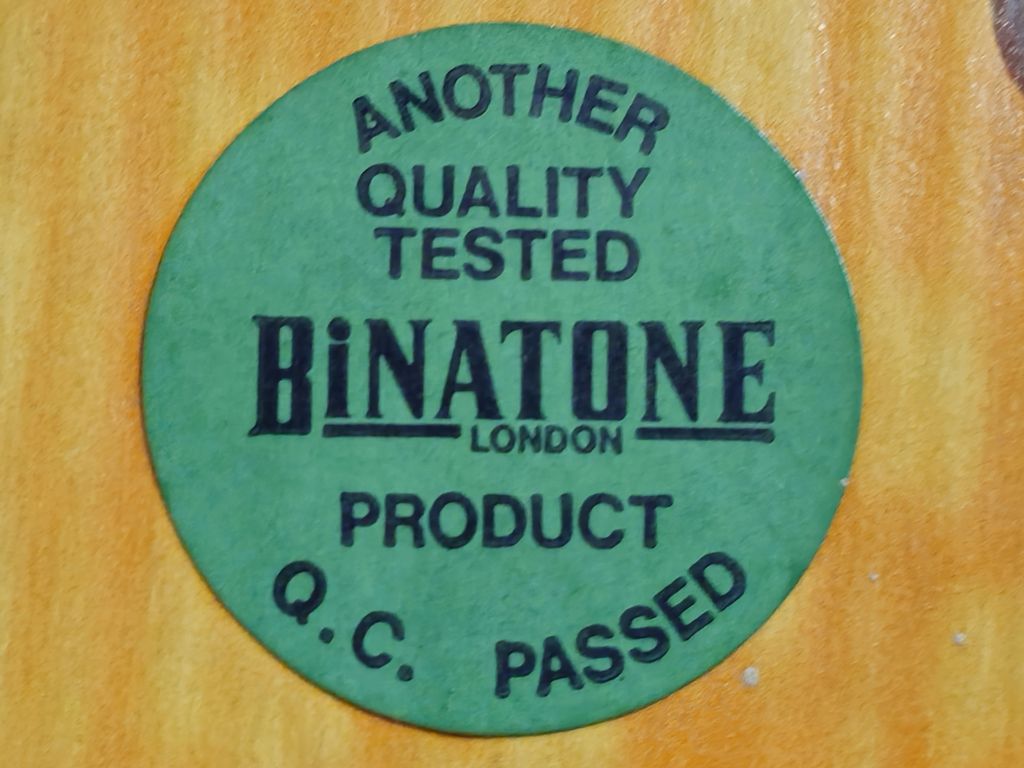 ANOTHER
QUALITY
TESTED
BiNATONE
LONDON
PRODUCT
Q.C. PASSED